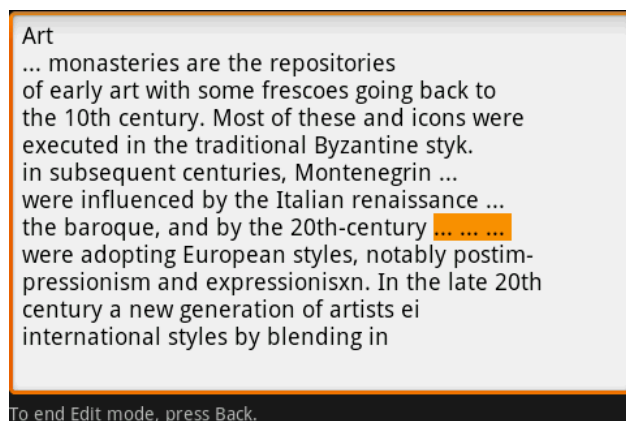 Art
... monasteries are the repositories
of early art with some frescoes going back to
the 10th century. Most of these and icons were
executed in the traditional Byzantine styk.
in subsequent centuries, Montenegrin ...
were influenced by the Italian renaissance ...
the baroque, and by the 20th-century ... ... ...
were adopting European styles, notably postim-
pressionism and expressionisxn. In the late 20th
century a new generation of artists ei
international styles by blending in
To end Edit mode, press Back.